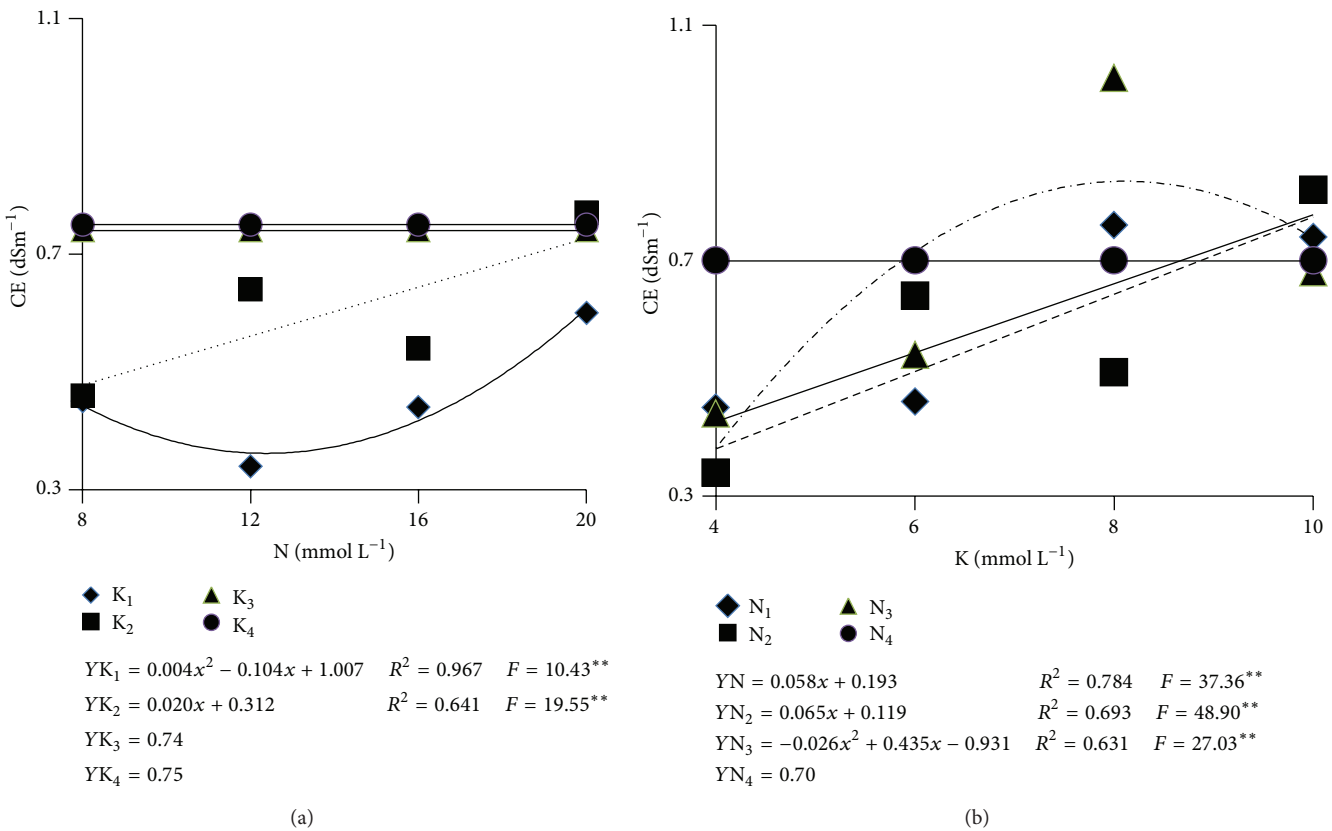 1.1
0.7
0.3
CE (dSm⁻¹)
8 12 16 20
N (mmol L⁻¹)
K₁ K₃
K₂ K₄
YK₁ = 0.004x² − 0.104x + 1.007 R² = 0.967 F = 10.43**
YK₂ = 0.020x + 0.312 R² = 0.641 F = 19.55**
YK₃ = 0.74
YK₄ = 0.75
(a)
1.1
0.7
0.3
CE (dSm⁻¹)
4 6 8 10
K (mmol L⁻¹)
N₁ N₃
N₂ N₄
YN = 0.058x + 0.193 R² = 0.784 F = 37.36**
YN₂ = 0.065x + 0.119 R² = 0.693 F = 48.90**
YN₃ = −0.026x² + 0.435x − 0.931 R² = 0.631 F = 27.03**
YN₄ = 0.70
(b)